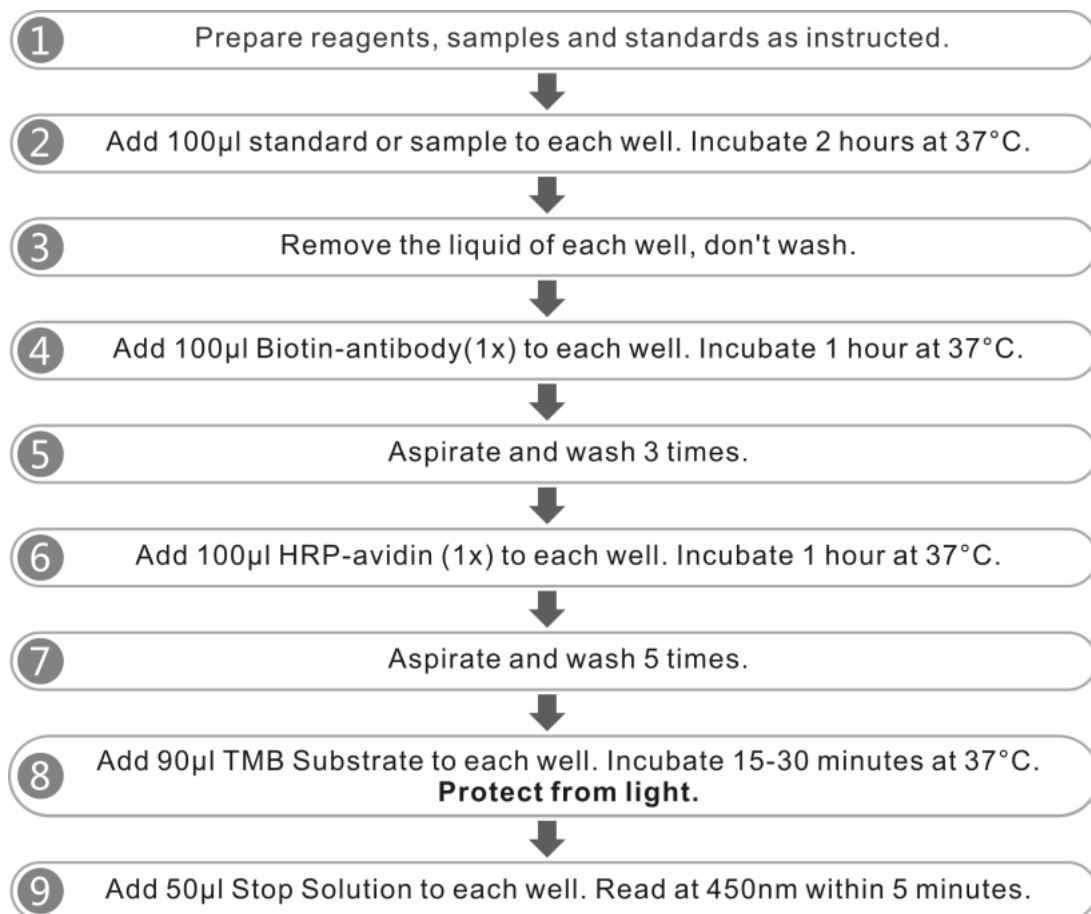 1 Prepare reagents, samples and standards as instructed.
2 Add 100µl standard or sample to each well. Incubate 2 hours at 37°C.
3 Remove the liquid of each well, don't wash.
4 Add 100µl Biotin-antibody(1x) to each well. Incubate 1 hour at 37°C.
5 Aspirate and wash 3 times.
6 Add 100µl HRP-avidin (1x) to each well. Incubate 1 hour at 37°C.
7 Aspirate and wash 5 times.
8 Add 90µl TMB Substrate to each well. Incubate 15-30 minutes at 37°C.
Protect from light.
9 Add 50µl Stop Solution to each well. Read at 450nm within 5 minutes.